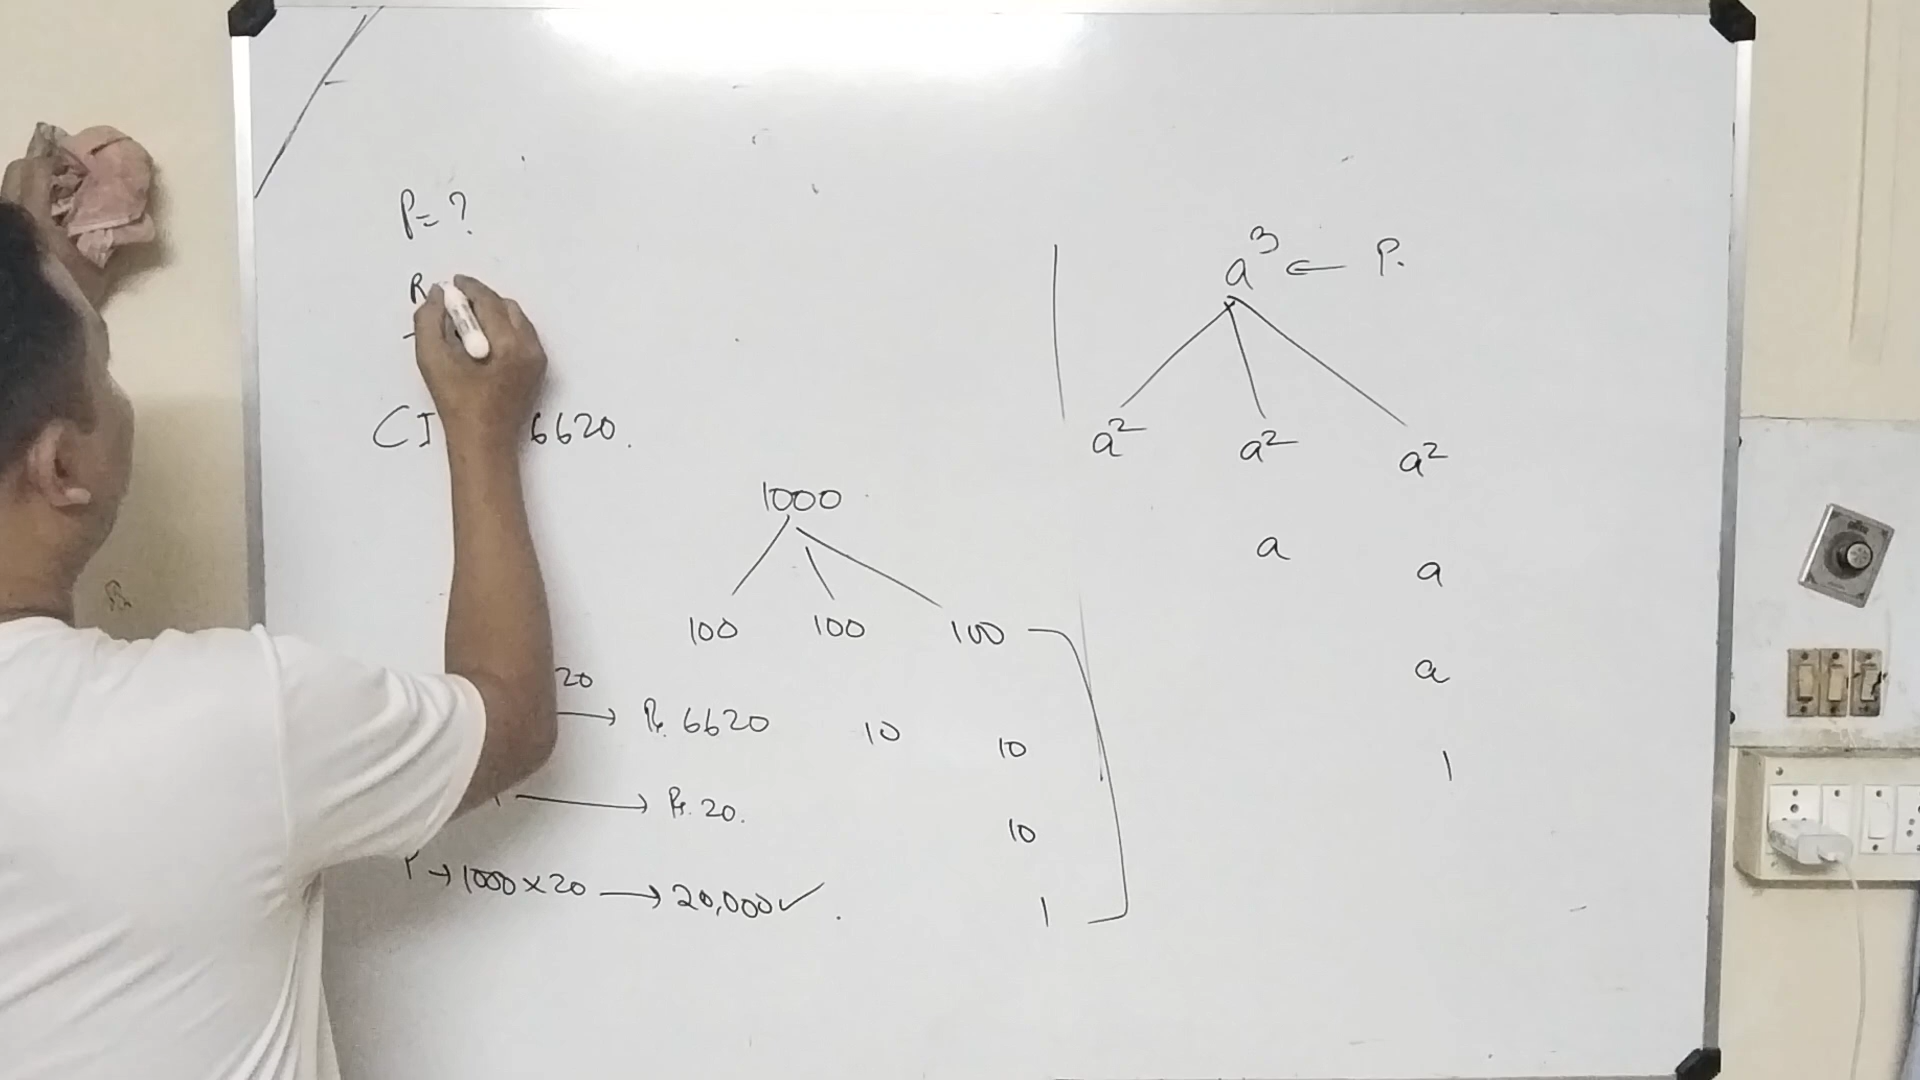 P = ?
R
CI 6620.
1000
100 100 100
20
Rs. 6620 10 10
→ Rs. 20.
10
P → 1000 × 20 → 20,000 ✓.
1
a³ ← P.
a² a² a²
a a
a
1